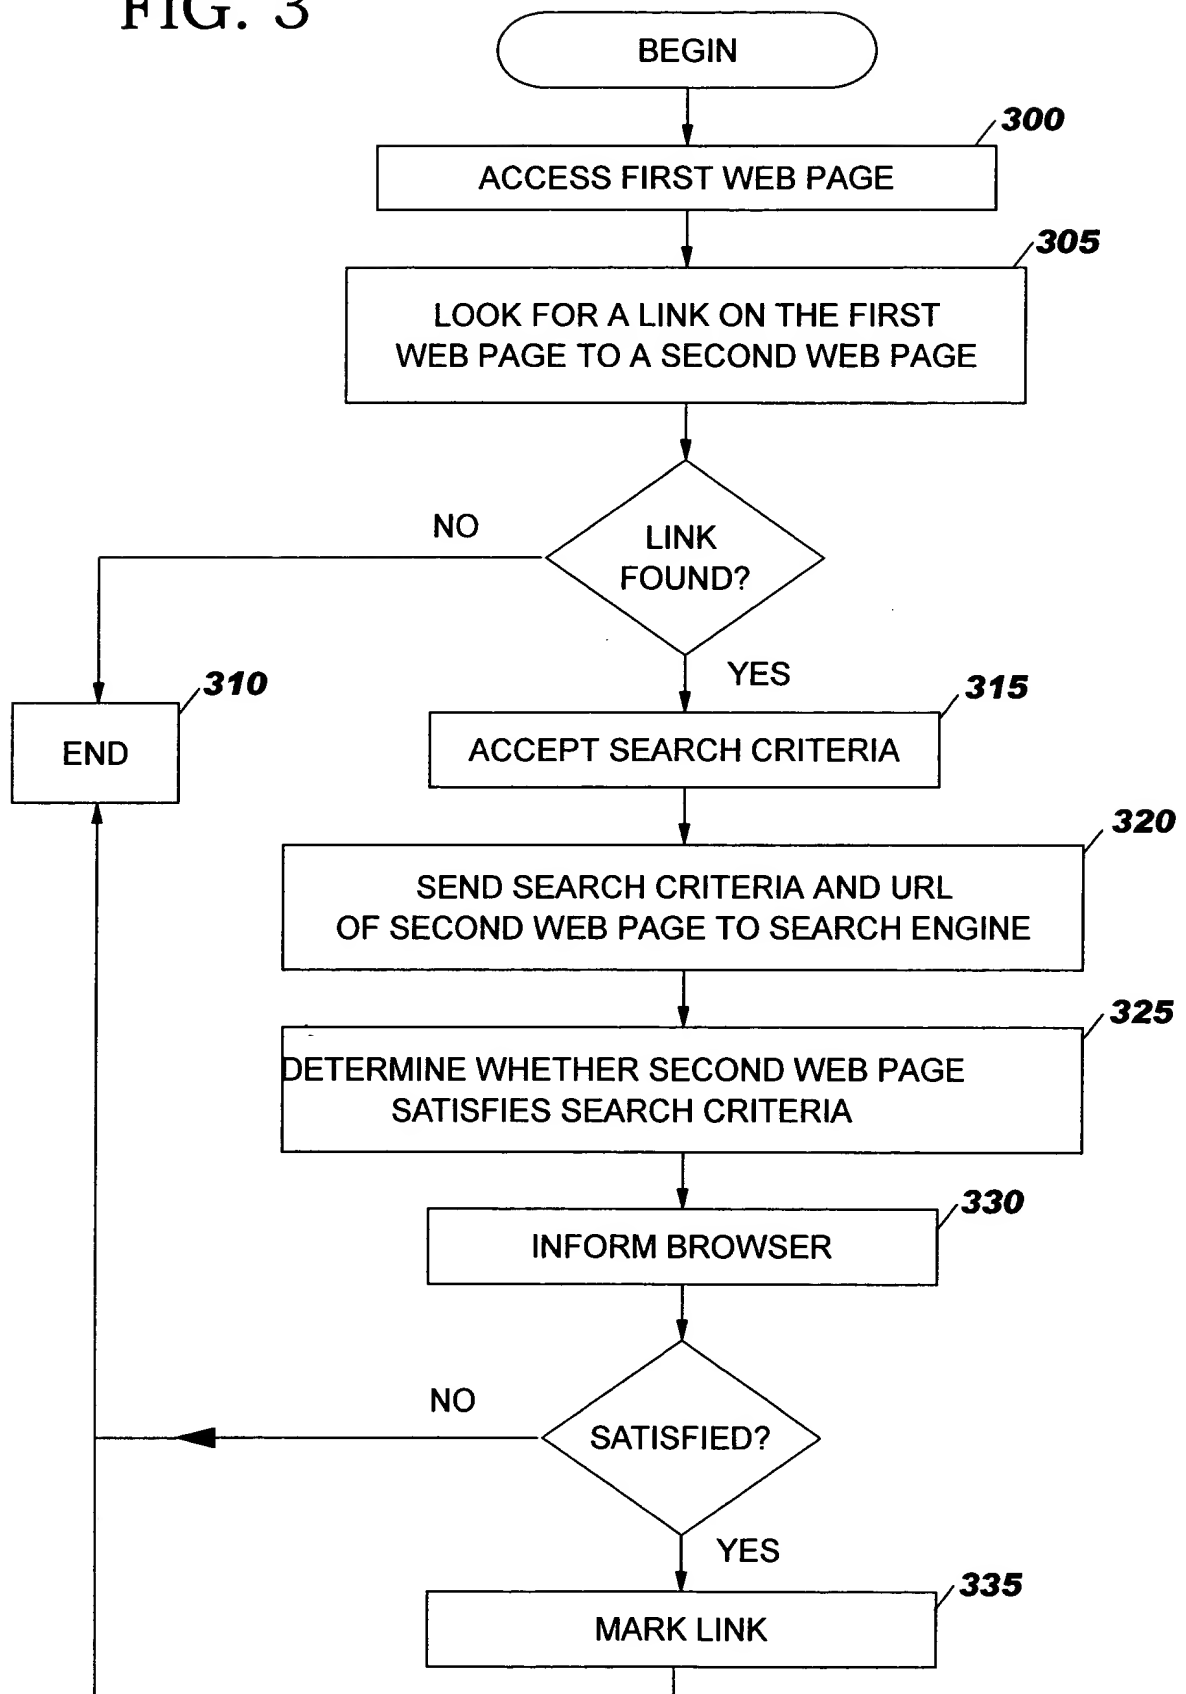 FIG. 3
BEGIN
300
ACCESS FIRST WEB PAGE
305
LOOK FOR A LINK ON THE FIRST
WEB PAGE TO A SECOND WEB PAGE
NO
LINK
FOUND?
YES
310
END
315
ACCEPT SEARCH CRITERIA
320
SEND SEARCH CRITERIA AND URL
OF SECOND WEB PAGE TO SEARCH ENGINE
325
DETERMINE WHETHER SECOND WEB PAGE
SATISFIES SEARCH CRITERIA
330
INFORM BROWSER
NO
SATISFIED?
YES
335
MARK LINK